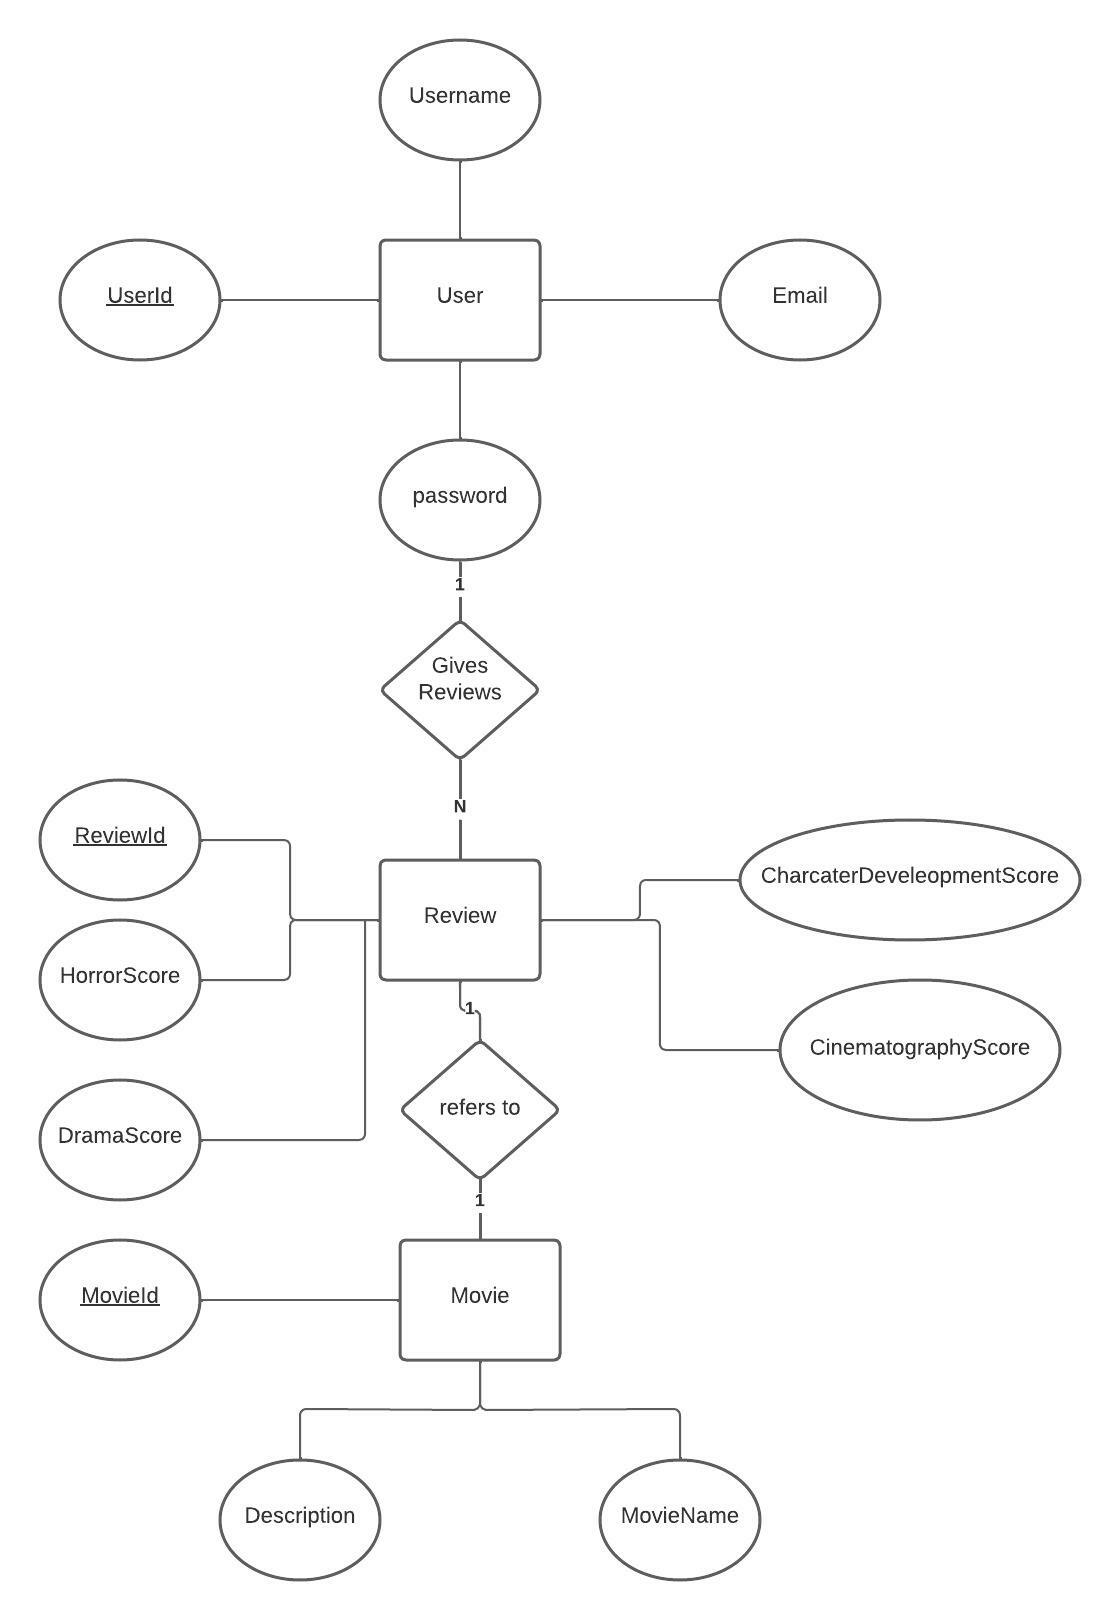 Username
UserId
User
Email
password
1
Gives
Reviews
N
ReviewId
CharcaterDeveleopmentScore
Review
HorrorScore
1
CinematographyScore
refers to
DramaScore
1
MovieId
Movie
Description
MovieName